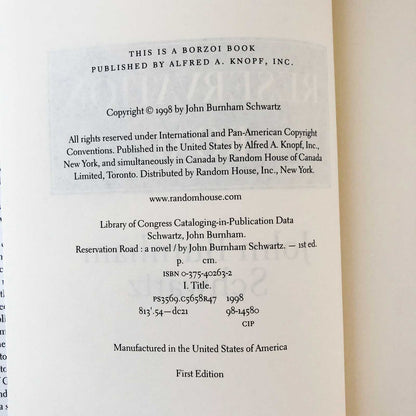 THIS IS A BORZOI BOOK
PUBLISHED BY ALFRED A. KNOPF, INC.
Copyright © 1998 by John Burnham Schwartz
All rights reserved under International and Pan-American Copyright
Conventions. Published in the United States by Alfred A. Knopf, Inc.,
New York, and simultaneously in Canada by Random House of Canada
Limited, Toronto. Distributed by Random House, Inc., New York.
www.randomhouse.com
Library of Congress Cataloging-in-Publication Data
Schwartz, John Burnham.
Reservation Road : a novel / by John Burnham Schwartz. — 1st ed.
p. cm.
ISBN 0-375-40263-2
I. Title.
PS3569.C5658R47 1998
813'.54—dc21 98-14580
CIP
Manufactured in the United States of America
First Edition